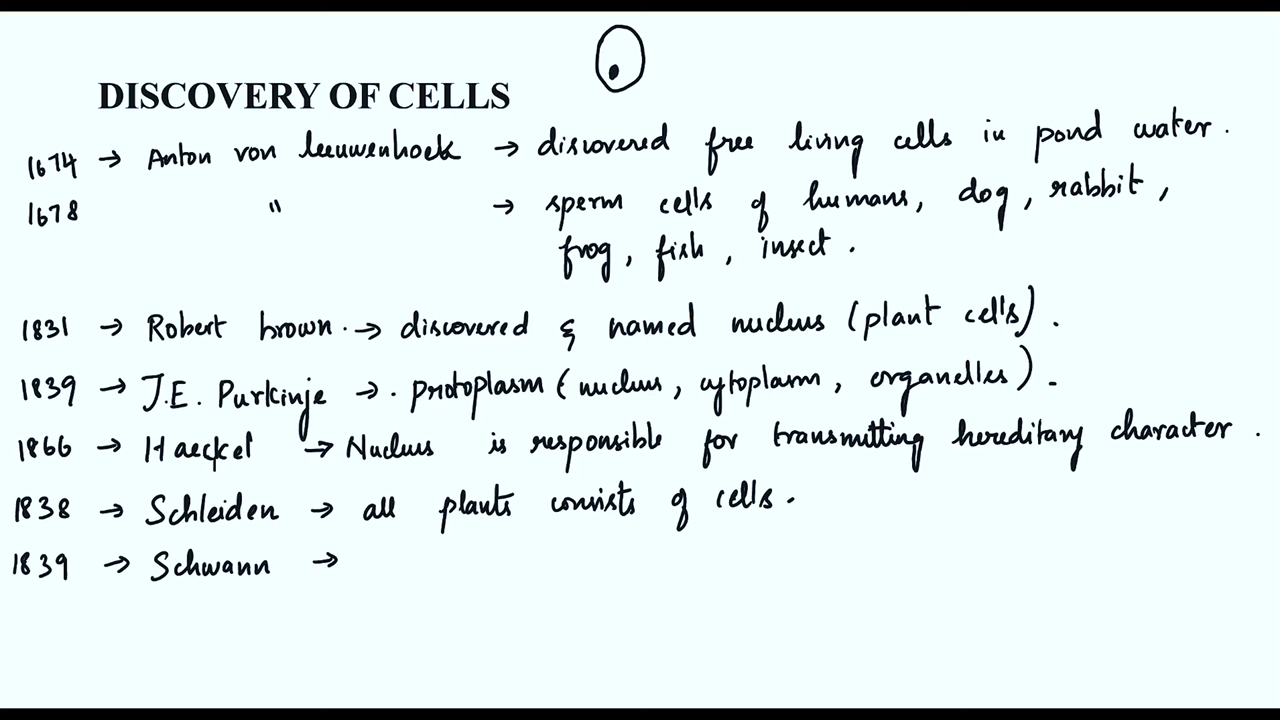 DISCOVERY OF CELLS
1674 → Anton von leeuwenhoek → discovered free living cells in pond water.
1678 " → sperm cells of humans, dog, rabbit,
frog, fish, insect.
1831 → Robert brown. → discovered & named nucleus (plant cells).
1839 → J.E. Purkinje → . Protoplasm (nucleus, cytoplasm, organelles).
1866 → Haeckel → Nucleus is responsible for transmitting hereditary character.
1838 → Schleiden → all plants consists of cells.
1839 → Schwann →